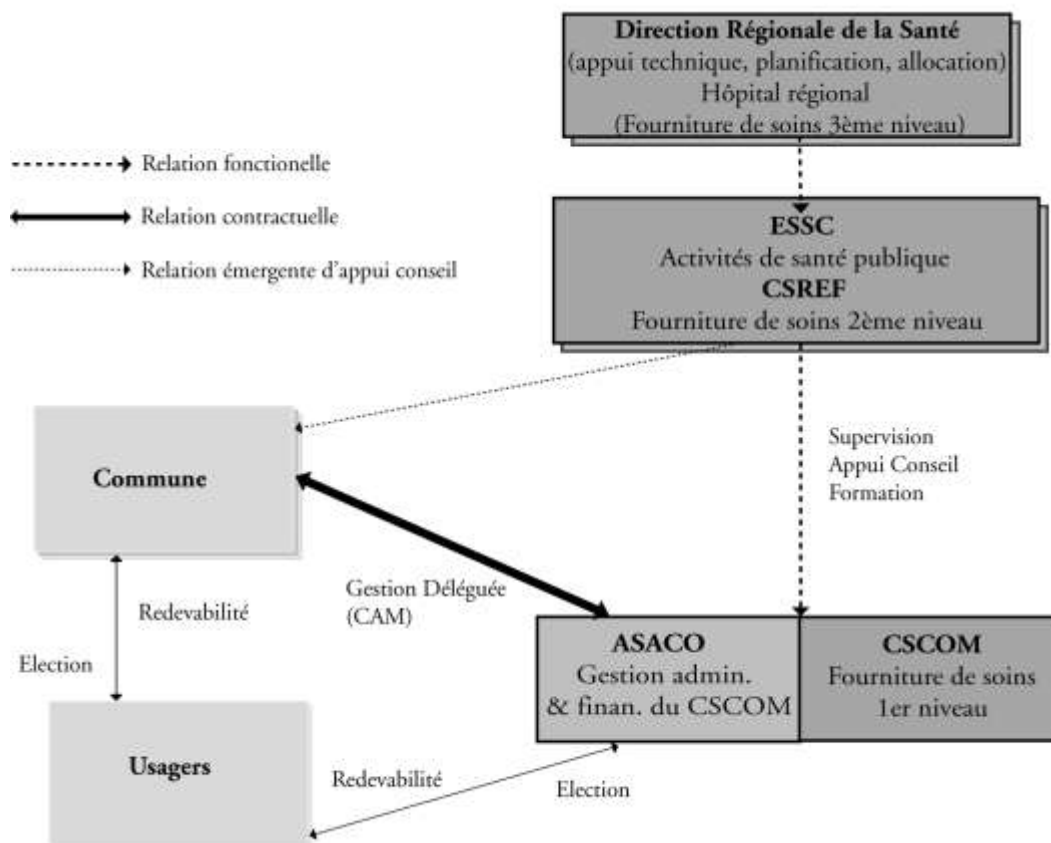 Direction Régionale de la Santé
(appui technique, planification, allocation)
Hôpital régional
(Fourniture de soins 3ème niveau)
Relation fonctionelle
Relation contractuelle
Relation émergente d'appui conseil
ESSC
Activités de santé publique
CSREF
Fourniture de soins 2ème niveau
Commune
Supervision
Appui Conseil
Formation
Gestion Déléguée
(CAM)
Redevabilité
Election
ASACO
Gestion admin.
& finan. du CSCOM
CSCOM
Fourniture de soins
1er niveau
Usagers
Redevabilité
Election